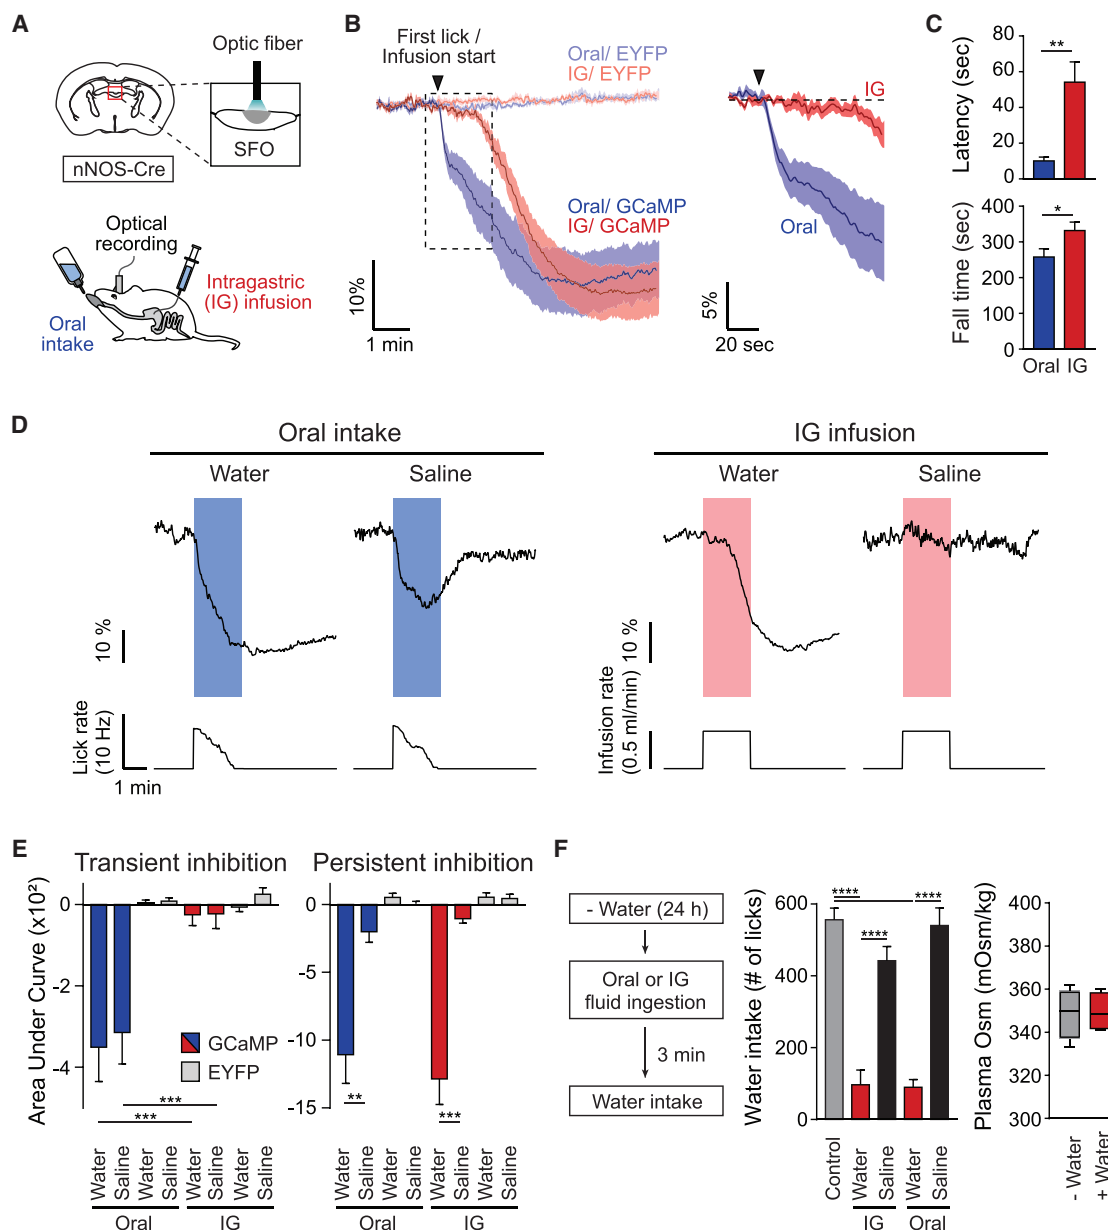 A
Optic fiber
SFO
nNOS-Cre
Optical
recording
Intragastric
(IG) infusion
Oral
intake
B
First lick /
Infusion start
Oral/ EYFP
IG/ EYFP
Oral/ GCaMP
IG/ GCaMP
10%
1 min
IG
Oral
5%
20 sec
C
Latency (sec)
80
60
40
20
0
**
Fall time (sec)
400
300
200
100
0
*
Oral IG
D
Oral intake
Water
Saline
10 %
Lick rate
(10 Hz)
1 min
IG infusion
Water
Saline
10 %
Infusion rate
(0.5 ml/min)
E
Transient inhibition
Area Under Curve (x10²)
0
-2
-4
GCaMP
EYFP
***
***
Water
Saline
Water
Saline
Water
Saline
Water
Saline
Oral
IG
Persistent inhibition
0
-5
-10
-15
**
***
Water
Saline
Water
Saline
Water
Saline
Water
Saline
Oral
IG
F
- Water (24 h)
Oral or IG
fluid ingestion
3 min
Water intake
Water intake (# of licks)
600
400
200
0
****
****
****
Control
Water
Saline
Water
Saline
IG
Oral
Plasma Osm (mOsm/kg)
400
380
360
340
320
300
- Water
+ Water